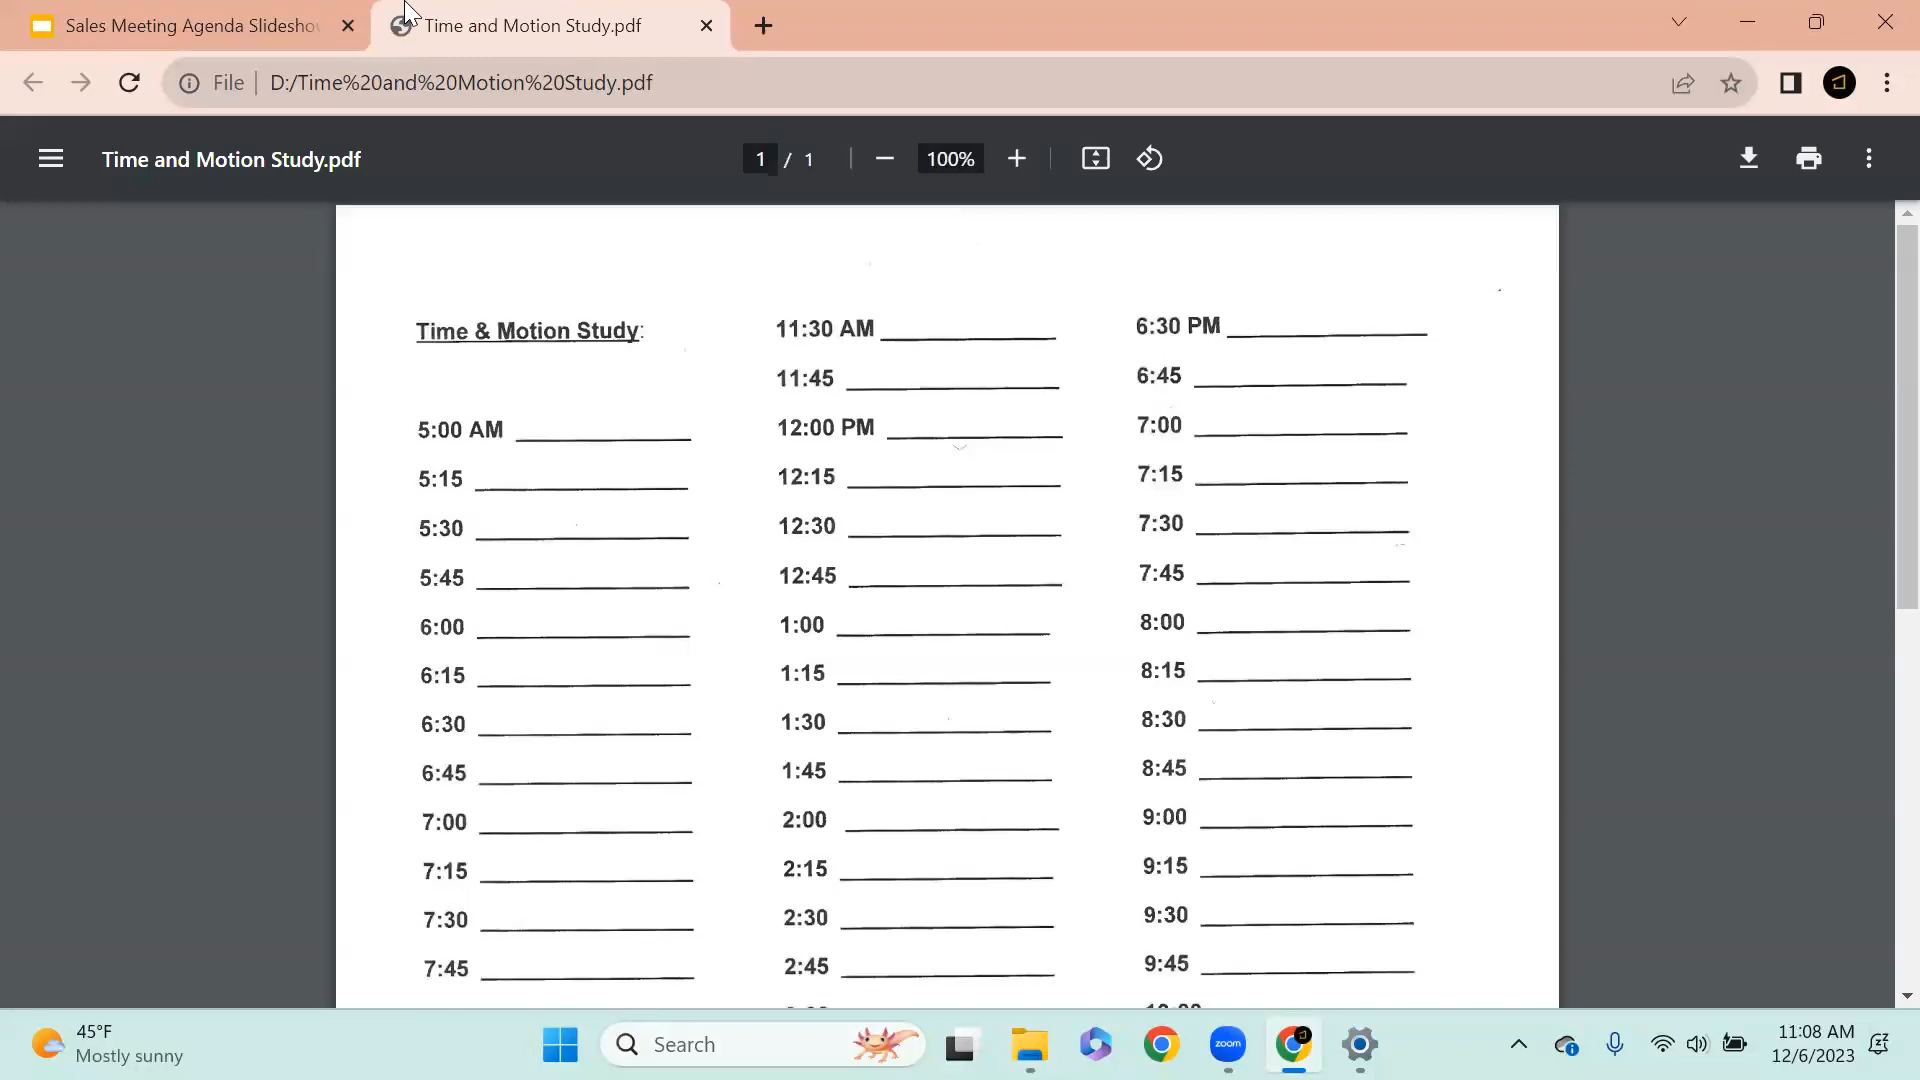 Sales Meeting Agenda Slidesho
Time and Motion Study.pdf
File
D:/Time%20and%20Motion%20Study.pdf
Time and Motion Study.pdf
1 / 1
100%
Time & Motion Study:
5:00 AM
5:15
5:30
5:45
6:00
6:15
6:30
6:45
7:00
7:15
7:30
7:45
11:30 AM
11:45
12:00 PM
12:15
12:30
12:45
1:00
1:15
1:30
1:45
2:00
2:15
2:30
2:45
6:30 PM
6:45
7:00
7:15
7:30
7:45
8:00
8:15
8:30
8:45
9:00
9:15
9:30
9:45
45°F
Mostly sunny
Search
zoom
11:08 AM
12/6/2023